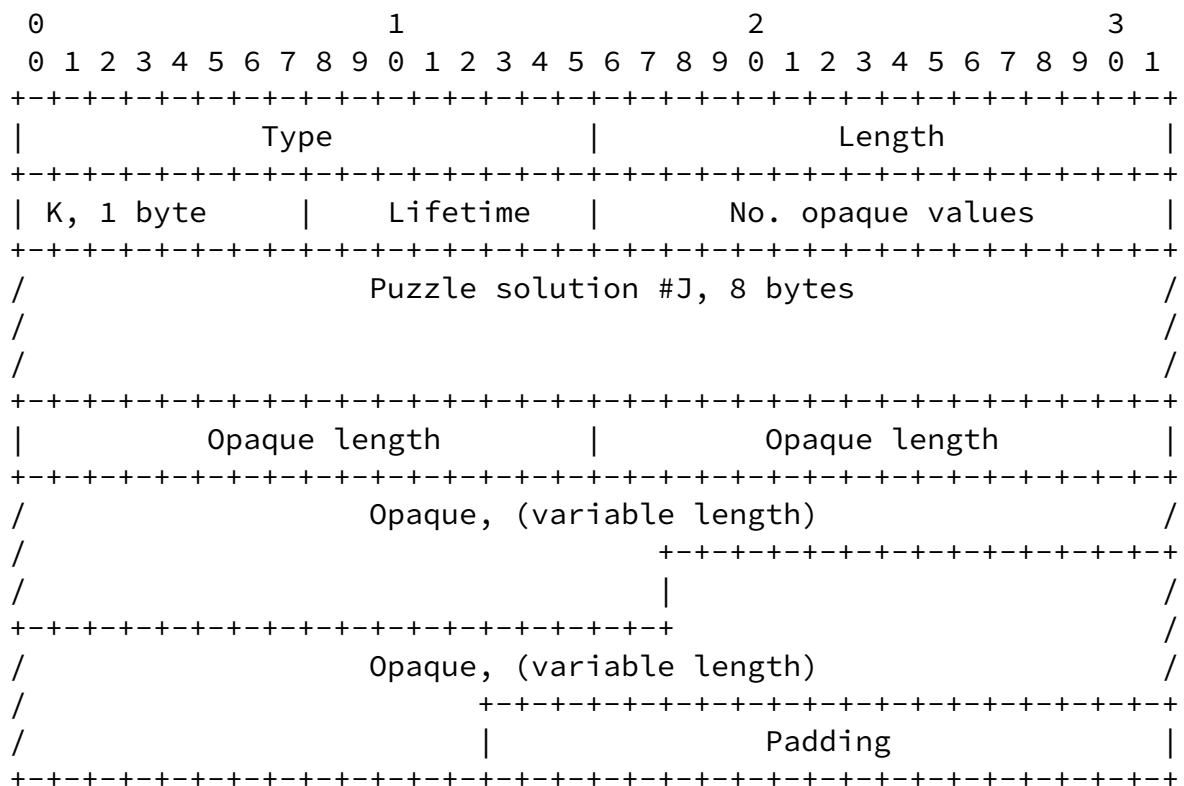 0                   1                   2                   3
0 1 2 3 4 5 6 7 8 9 0 1 2 3 4 5 6 7 8 9 0 1 2 3 4 5 6 7 8 9 0 1
+-+-+-+-+-+-+-+-+-+-+-+-+-+-+-+-+-+-+-+-+-+-+-+-+-+-+-+-+-+-+-+-+
|             Type              |             Length            |
+-+-+-+-+-+-+-+-+-+-+-+-+-+-+-+-+-+-+-+-+-+-+-+-+-+-+-+-+-+-+-+-+
| K, 1 byte     |    Lifetime   |       No. opaque values       |
+-+-+-+-+-+-+-+-+-+-+-+-+-+-+-+-+-+-+-+-+-+-+-+-+-+-+-+-+-+-+-+-+
/                   Puzzle solution #J, 8 bytes                 /
/                                                               /
/                                                               /
+-+-+-+-+-+-+-+-+-+-+-+-+-+-+-+-+-+-+-+-+-+-+-+-+-+-+-+-+-+-+-+-+
|          Opaque length        |         Opaque length         |
+-+-+-+-+-+-+-+-+-+-+-+-+-+-+-+-+-+-+-+-+-+-+-+-+-+-+-+-+-+-+-+-+
/                   Opaque, (variable length)                   /
/                                   +-+-+-+-+-+-+-+-+-+-+-+-+-+-+
/                                   |                           /
+-+-+-+-+-+-+-+-+-+-+-+-+-+-+-+-+-+-+                           /
/                   Opaque, (variable length)                   /
/                         +-+-+-+-+-+-+-+-+-+-+-+-+-+-+-+-+-+-+-+
/                         |               Padding               |
+-+-+-+-+-+-+-+-+-+-+-+-+-+-+-+-+-+-+-+-+-+-+-+-+-+-+-+-+-+-+-+-+